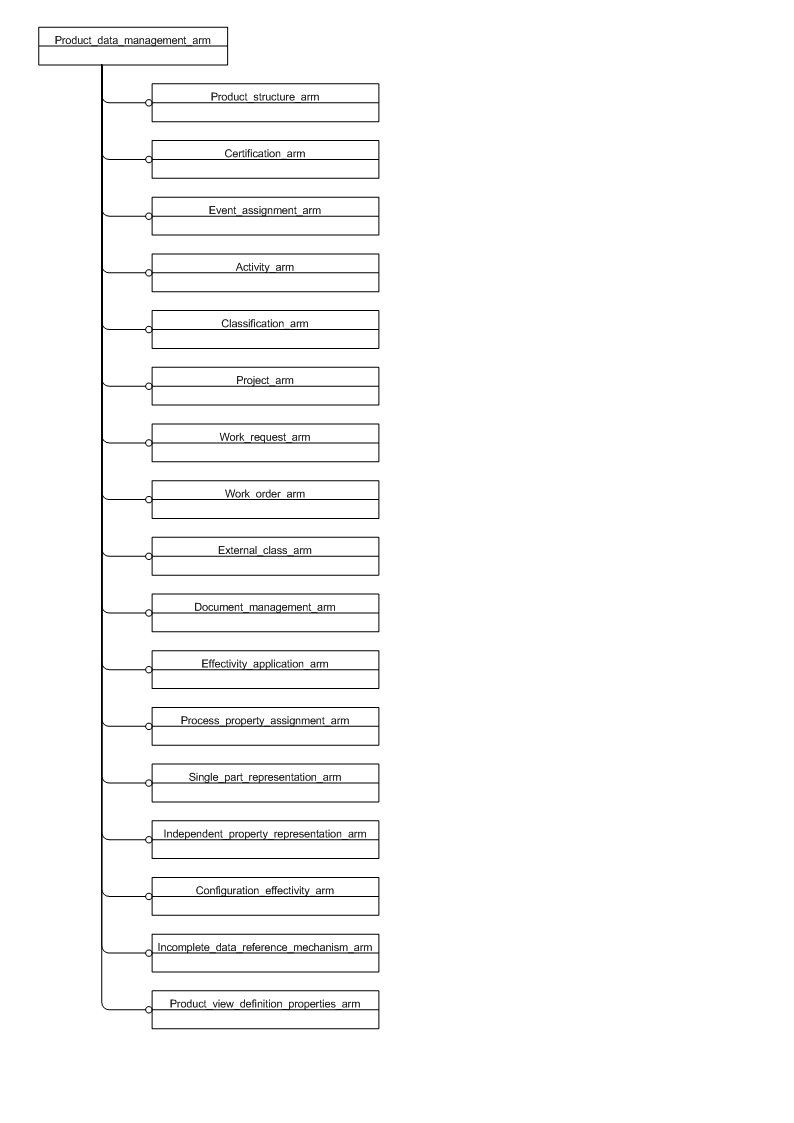 Product_data_management_arm
Product_structure_arm
Certification_arm
Event_assignment_arm
Activity_arm
Classification_arm
Project_arm
Work_request_arm
Work_order_arm
External_class_arm
Document_management_arm
Effectivity_application_arm
Process_property_assignment_arm
Single_part_representation_arm
Independent_property_representation_arm
Configuration_effectivity_arm
Incomplete_data_reference_mechanism_arm
Product_view_definition_properties_arm